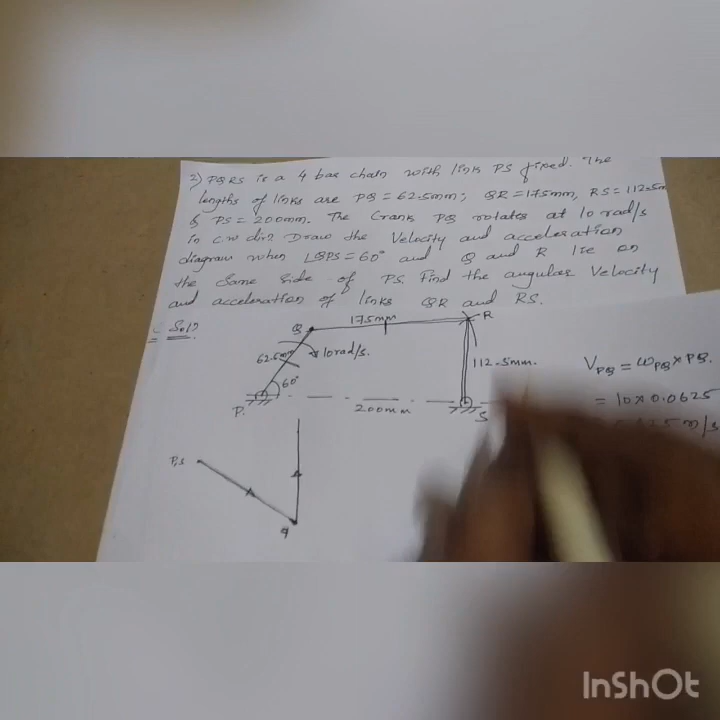 2) PQRS is a 4 bar chain with links PS fixed. The
lengths of links are PQ = 62.5mm; QR = 175mm, RS = 112.5m
& PS = 200mm. The Crank PQ rotates at 10 rad/s
in c.w dirn. Draw the Velocity and acceleration
diagram when ∠QPS = 60° and Q and R lie on
the Same Side of PS. Find the angular Velocity
and acceleration of links QR and RS.
Soln
Q
175mm
R
62.5mm
10 rad/s.
112.5mm.
60°
P.
200mm
S
P,S
q
VPQ = ωPQ × PQ.
= 10 × 0.0625
m/s
InShOt